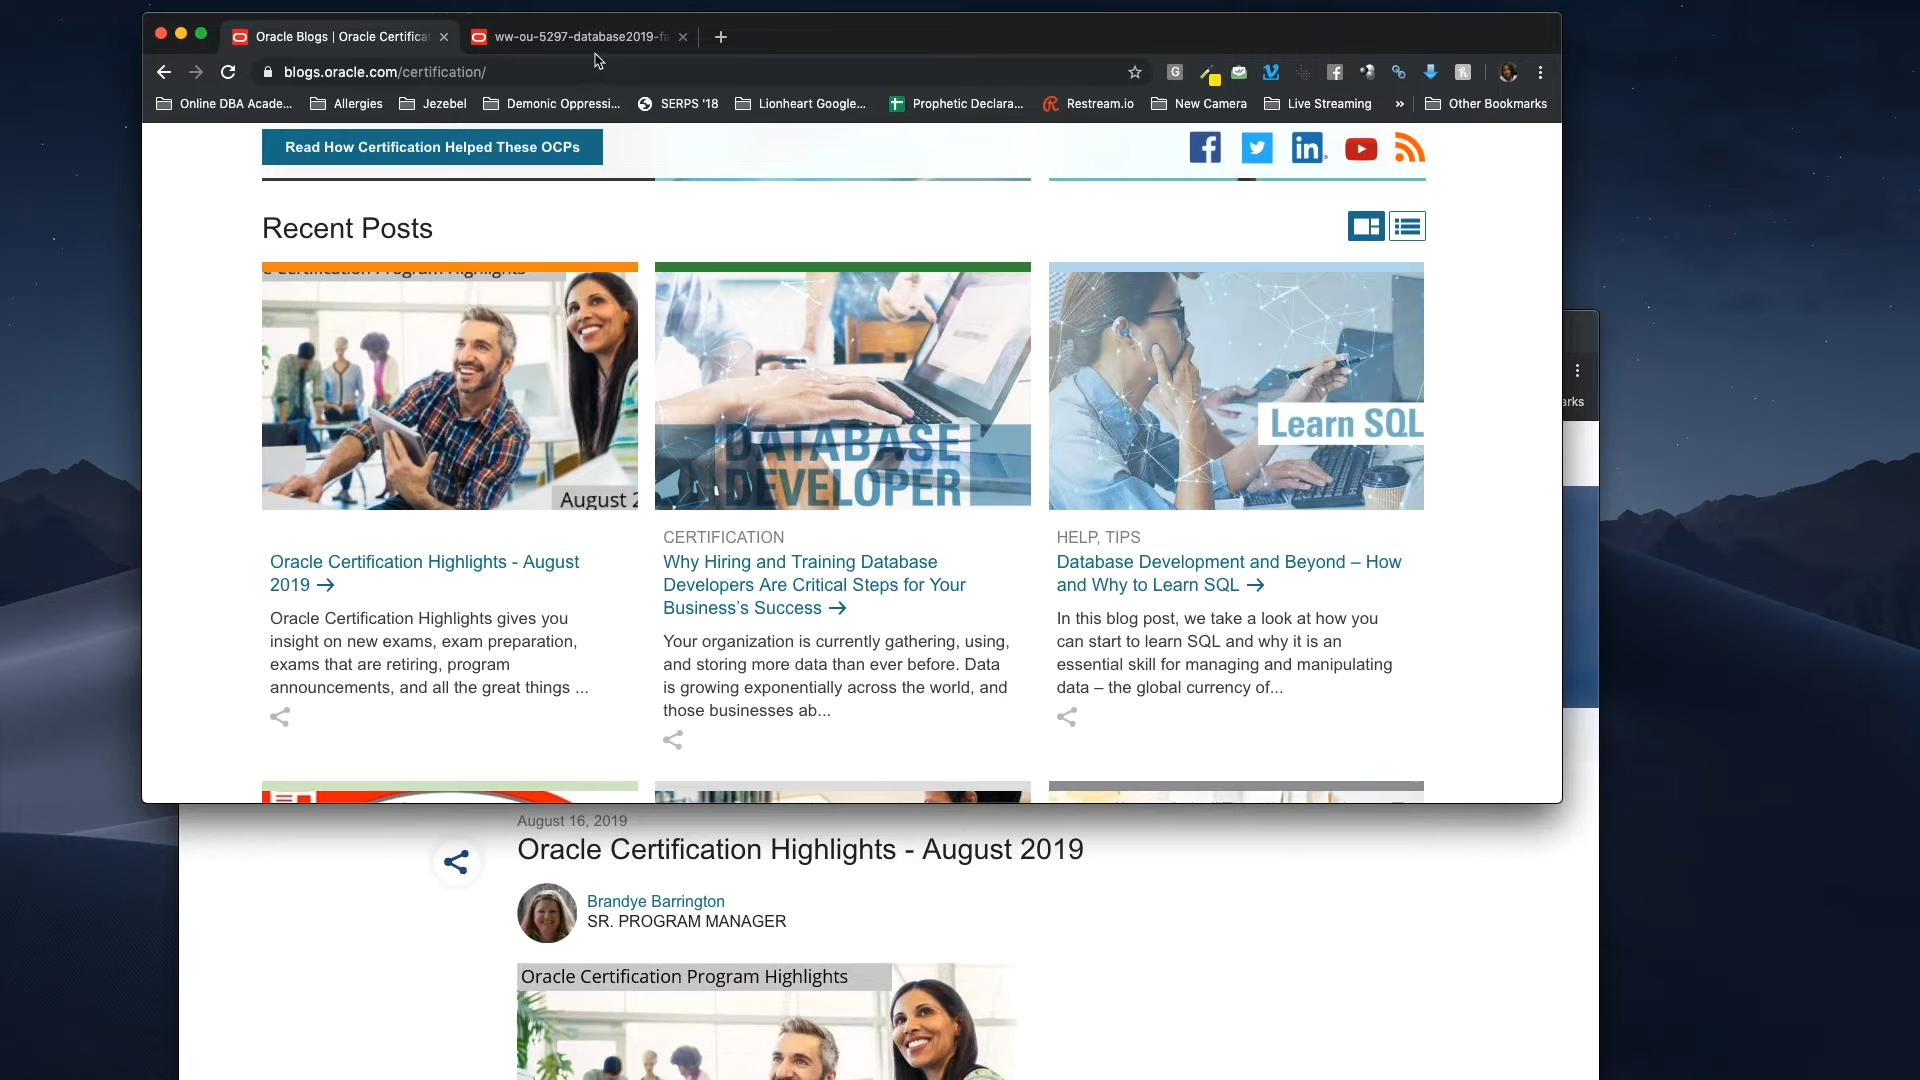 Oracle Blogs | Oracle Certifica
ww-ou-5297-database2019-fa
blogs.oracle.com/certification/
Online DBA Acade...
Allergies
Jezebel
Demonic Oppressi...
SERPS '18
Lionheart Google...
Prophetic Declara...
Restream.io
New Camera
Live Streaming
»
Other Bookmarks
Read How Certification Helped These OCPs
Recent Posts
August 2
DATABASE
DEVELOPER
Learn SQL
Oracle Certification Highlights - August
2019 →
Oracle Certification Highlights gives you
insight on new exams, exam preparation,
exams that are retiring, program
announcements, and all the great things ...
CERTIFICATION
Why Hiring and Training Database
Developers Are Critical Steps for Your
Business's Success →
Your organization is currently gathering, using,
and storing more data than ever before. Data
is growing exponentially across the world, and
those businesses ab...
HELP, TIPS
Database Development and Beyond – How
and Why to Learn SQL →
In this blog post, we take a look at how you
can start to learn SQL and why it is an
essential skill for managing and manipulating
data – the global currency of...
arks
August 16, 2019
Oracle Certification Highlights - August 2019
Brandye Barrington
SR. PROGRAM MANAGER
Oracle Certification Program Highlights